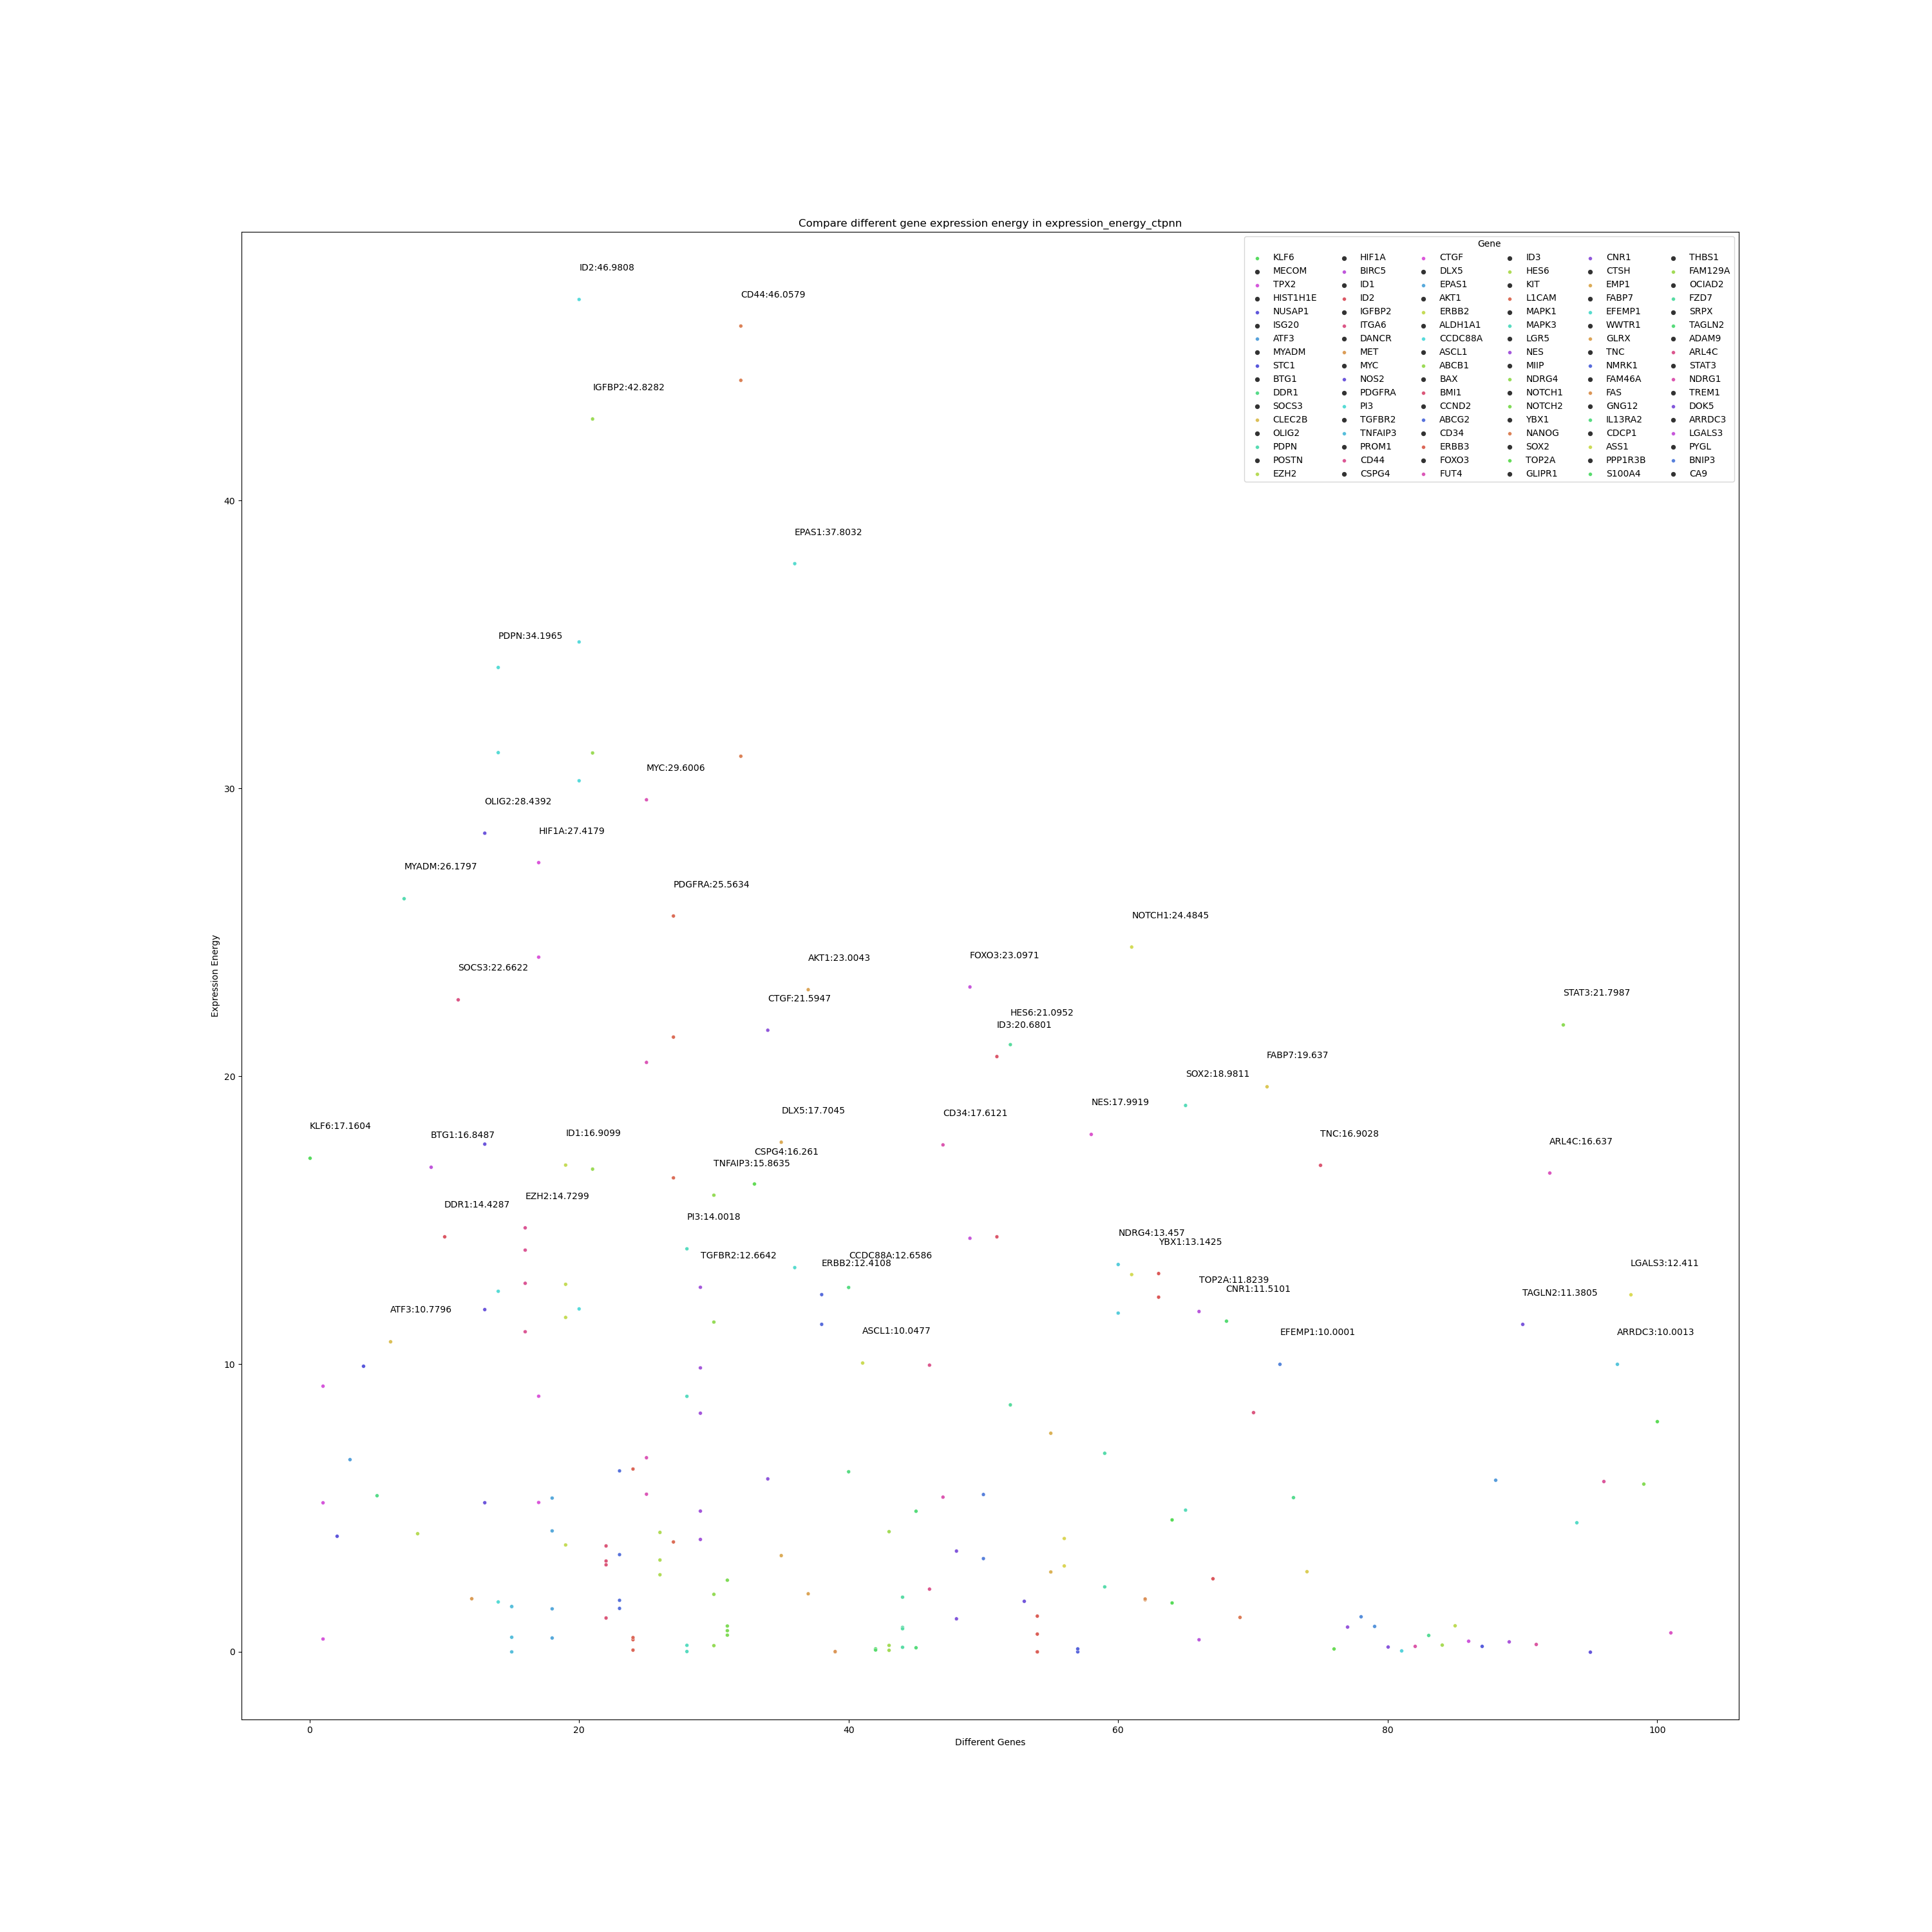 Compare different gene expression energy in expression_energy_ctpnn
Gene
KLF6 HIF1A CTGF ID3 CNR1 THBS1
MECOM BIRC5 DLX5 HES6 CTSH FAM129A
TPX2 ID1 EPAS1 KIT EMP1 OCIAD2
HIST1H1E ID2 AKT1 L1CAM FABP7 FZD7
NUSAP1 IGFBP2 ERBB2 MAPK1 EFEMP1 SRPX
ISG20 ITGA6 ALDH1A1 MAPK3 WWTR1 TAGLN2
ATF3 DANCR CCDC88A LGR5 GLRX ADAM9
MYADM MET ASCL1 NES TNC ARL4C
STC1 MYC ABCB1 MIIP NMRK1 STAT3
BTG1 NOS2 BAX NDRG4 FAM46A NDRG1
DDR1 PDGFRA BMI1 NOTCH1 FAS TREM1
SOCS3 PI3 CCND2 NOTCH2 GNG12 DOK5
CLEC2B TGFBR2 ABCG2 YBX1 IL13RA2 ARRDC3
OLIG2 TNFAIP3 CD34 NANOG CDCP1 LGALS3
PDPN PROM1 ERBB3 SOX2 ASS1 PYGL
POSTN CD44 FOXO3 TOP2A PPP1R3B BNIP3
EZH2 CSPG4 FUT4 GLIPR1 S100A4 CA9
ID2:46.9808
CD44:46.0579
IGFBP2:42.8282
40
EPAS1:37.8032
PDPN:34.1965
MYC:29.6006
30
OLIG2:28.4392
HIF1A:27.4179
MYADM:26.1797
PDGFRA:25.5634
NOTCH1:24.4845
FOXO3:23.0971
AKT1:23.0043
SOCS3:22.6622
Expression Energy
STAT3:21.7987
CTGF:21.5947
HES6:21.0952
ID3:20.6801
20
FABP7:19.637
SOX2:18.9811
NES:17.9919
DLX5:17.7045
CD34:17.6121
KLF6:17.1604
ID1:16.9099
TNC:16.9028
BTG1:16.8487
ARL4C:16.637
CSPG4:16.261
TNFAIP3:15.8635
EZH2:14.7299
DDR1:14.4287
PI3:14.0018
NDRG4:13.457
YBX1:13.1425
TGFBR2:12.6642
CCDC88A:12.6586
ERBB2:12.4108
LGALS3:12.411
TOP2A:11.8239
CNR1:11.5101
TAGLN2:11.3805
ATF3:10.7796
ASCL1:10.0477
EFEMP1:10.0001
ARRDC3:10.0013
10
0
0 20 40 60 80 100
Different Genes